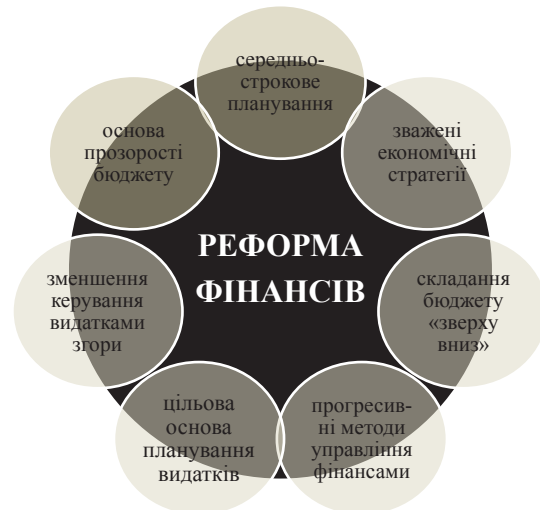 середньо-
строкове
планування
зважені
економічні
стратегії
складання
бюджету
«зверху
вниз»
прогресив-
ні методи
управління
фінансами
цільова
основа
планування
видатків
зменшення
керування
видатками
згори
основа
прозорості
бюджету
РЕФОРМА
ФІНАНСІВ